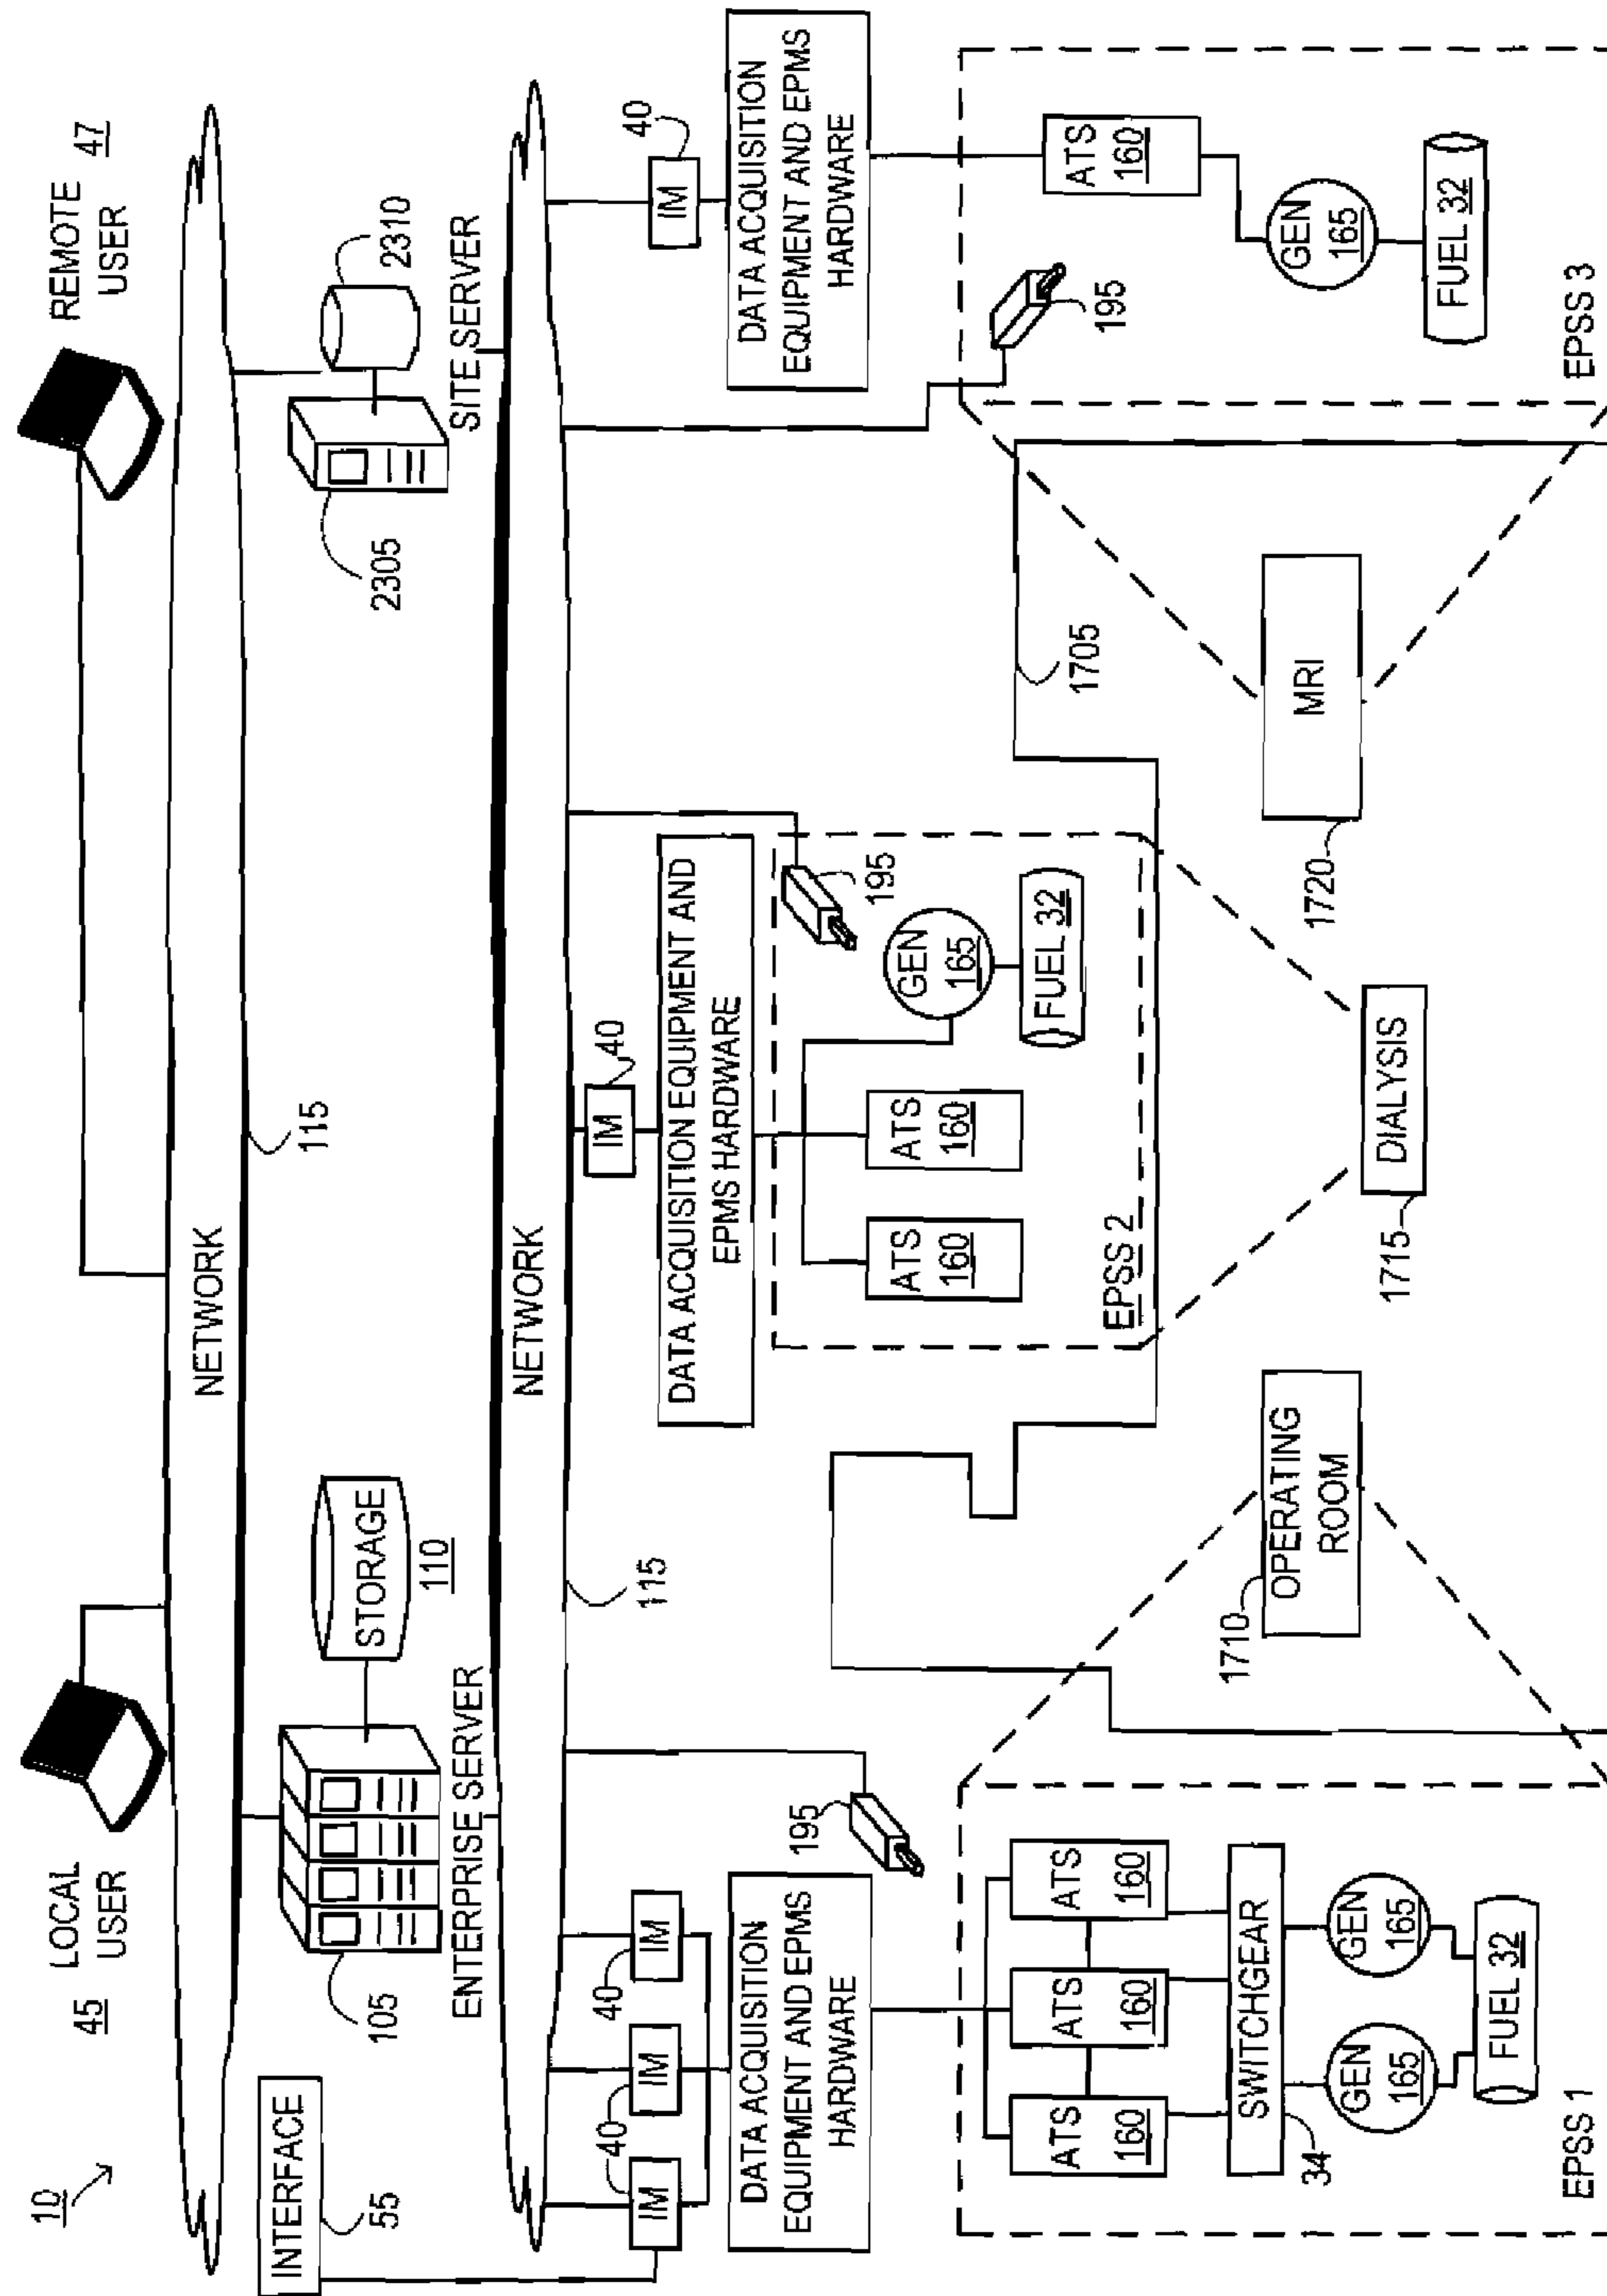 10
LOCAL
USER
45
REMOTE
USER
47
NETWORK
115
INTERFACE
55
105
STORAGE
110
ENTERPRISE SERVER
2305
2310
SITE SERVER
NETWORK
115
40
IM
40
IM
40
IM
DATA ACQUISITION
EQUIPMENT AND EPMS
HARDWARE
195
ATS
160
ATS
160
ATS
160
SWITCHGEAR
34
GEN
165
GEN
165
FUEL 32
EPSS 1
IM
40
DATA ACQUISITION EQUIPMENT AND
EPMS HARDWARE
195
ATS
160
ATS
160
GEN
165
FUEL 32
EPSS 2
IM
40
DATA ACQUISITION
EQUIPMENT AND EPMS
HARDWARE
195
ATS
160
GEN
165
FUEL 32
EPSS 3
1705
1710
OPERATING
ROOM
DIALYSIS
1715
MRI
1720